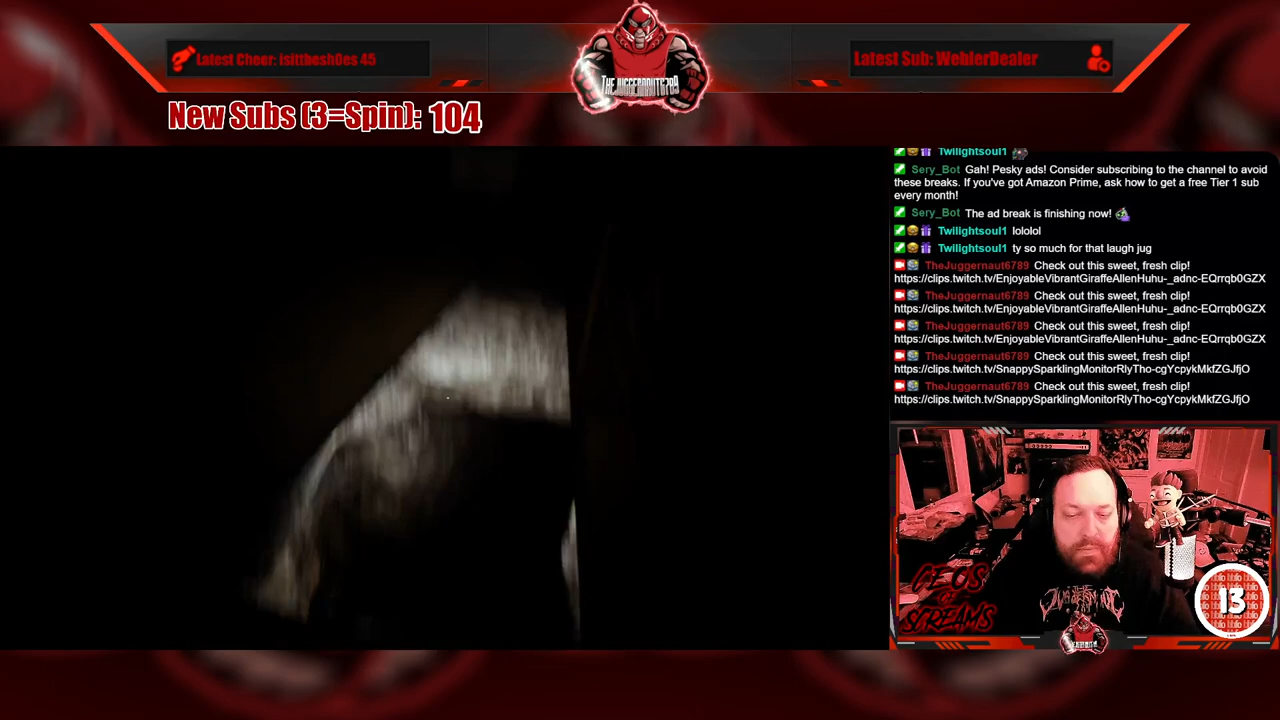 Latest Cheer: isittheshOes 45
THEJUGGERNAUT6789
Latest Sub: WehlerDealer
New Subs (3=Spin): 104
Twilightsoul1
Sery_Bot Gah! Pesky ads! Consider subscribing to the channel to avoid
these breaks. If you've got Amazon Prime, ask how to get a free Tier 1 sub
every month!
Sery_Bot The ad break is finishing now!
Twilightsoul1 lololol
Twilightsoul1 ty so much for that laugh jug
TheJuggernaut6789 Check out this sweet, fresh clip!
https://clips.twitch.tv/EnjoyableVibrantGiraffeAllenHuhu-_adnc-EQrrqb0GZX
TheJuggernaut6789 Check out this sweet, fresh clip!
https://clips.twitch.tv/EnjoyableVibrantGiraffeAllenHuhu-_adnc-EQrrqb0GZX
TheJuggernaut6789 Check out this sweet, fresh clip!
https://clips.twitch.tv/EnjoyableVibrantGiraffeAllenHuhu-_adnc-EQrrqb0GZX
TheJuggernaut6789 Check out this sweet, fresh clip!
https://clips.twitch.tv/SnappySparklingMonitorRlyTho-cgYcpykMkfZGJfjO
TheJuggernaut6789 Check out this sweet, fresh clip!
https://clips.twitch.tv/SnappySparklingMonitorRlyTho-cgYcpykMkfZGJfjO
CEOS
OF
SCREAMS
13